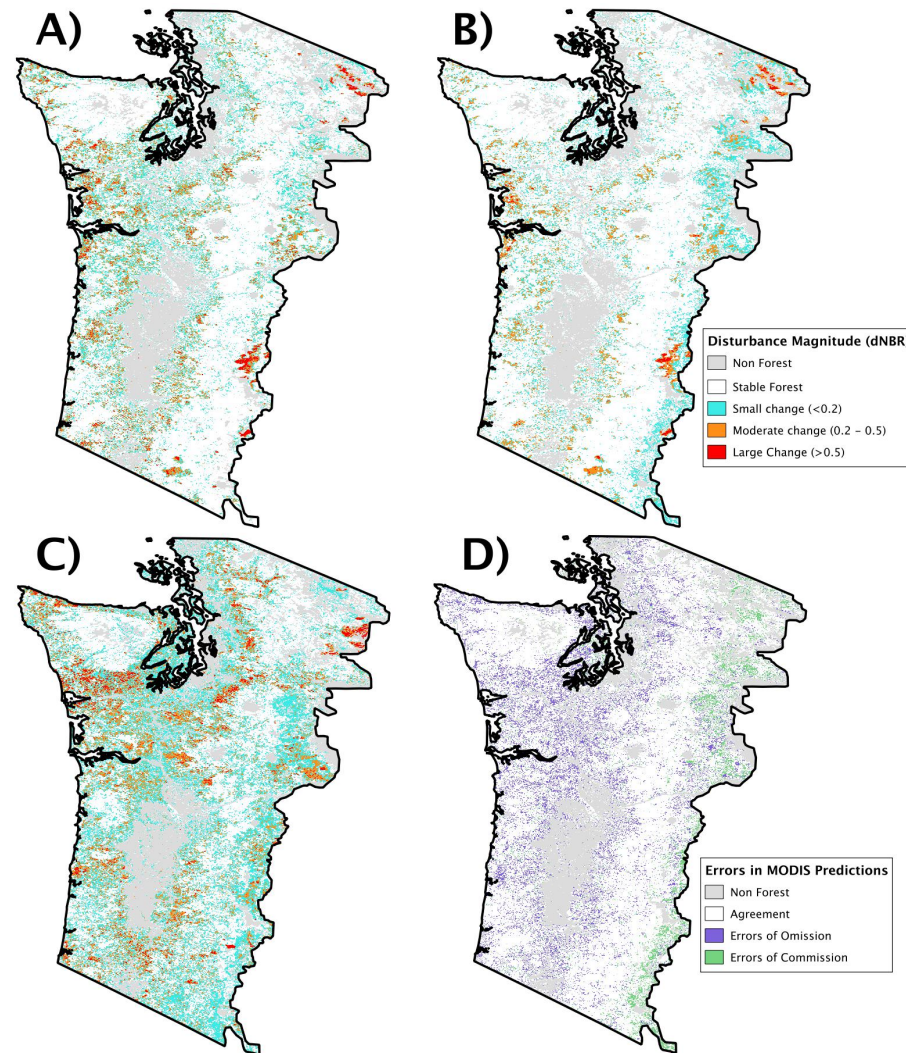 A)
B)
Disturbance Magnitude (dNBR)
Non Forest
Stable Forest
Small change (<0.2)
Moderate change (0.2 - 0.5)
Large Change (>0.5)
C)
D)
Errors in MODIS Predictions
Non Forest
Agreement
Errors of Omission
Errors of Commission